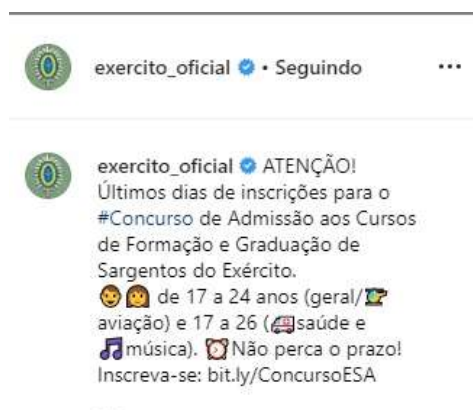 exercito_oficial • Seguindo
exercito_oficial ATENÇÃO!
Últimos dias de inscrições para o
#Concurso de Admissão aos Cursos
de Formação e Graduação de
Sargentos do Exército.
👨👩 de 17 a 24 anos (geral/🚁
aviação) e 17 a 26 (🚑saúde e
🎵música). ⏰Não perca o prazo!
Inscreva-se: bit.ly/ConcursoESA